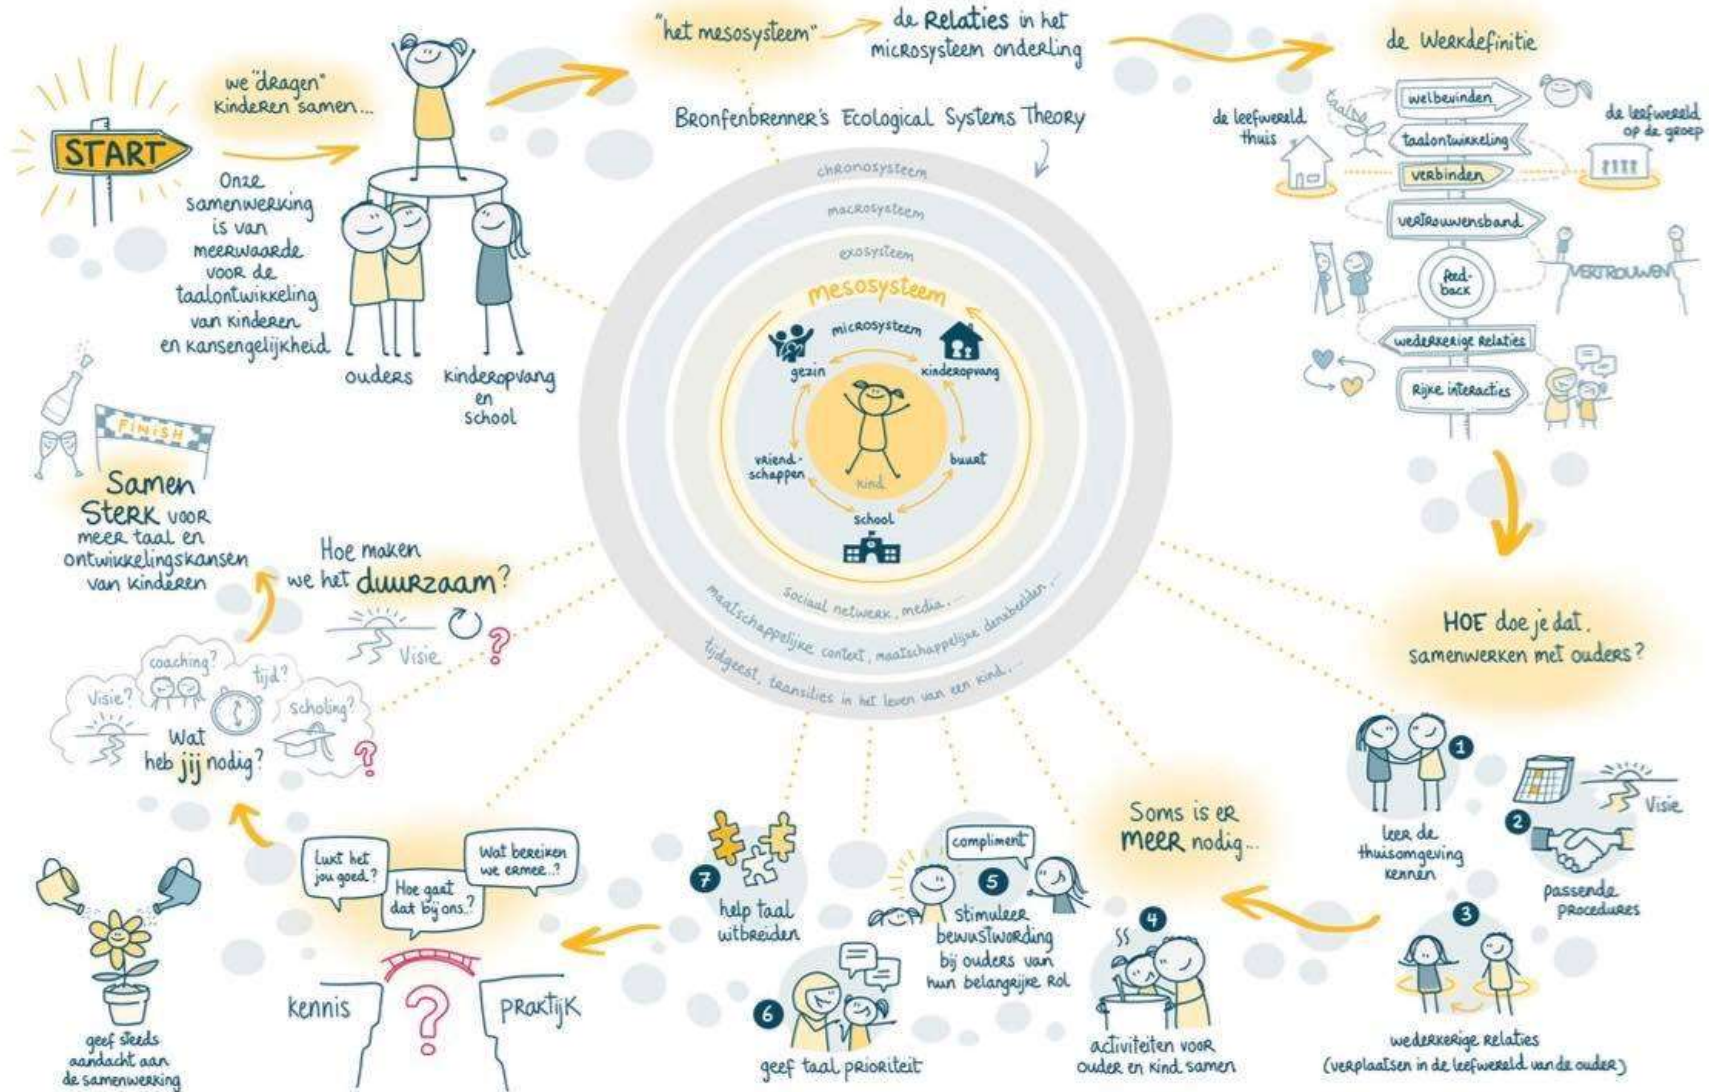 START
we "dragen"
kinderen samen...
Onze
samenwerking
is van
meerwaarde
voor de
taalontwikkeling
van kinderen
en kansengelijkheid
ouders
kinderopvang
en
school
"het mesosysteem"
de Relaties in het
microsysteem onderling
Bronfenbrenner's Ecological Systems Theory
chronosysteem
macrosysteem
exosysteem
mesosysteem
microsysteem
gezin
kinderopvang
vriend-
schappen
buurt
kind
school
sociaal netwerk, media,...
maatschappelijke context, maatschappelijke denkbeelden,...
tijdgeest, transities in het leven van een kind,...
de Werkdefinitie
de leefwereld
thuis
taal
welbevinden
taalontwikkeling
verbinden
vertrouwensband
feed-
back
wederkerige relaties
Rijke interacties
de leefwereld
op de groep
VERTROUWEN
HOE doe je dat,
samenwerken met ouders?
1
leer de
thuisomgeving
kennen
2
Visie
passende
procedures
3
wederkerige relaties
(verplaatsen in de leefwereld van de ouder)
Soms is er
MEER nodig...
4
activiteiten voor
ouder en kind samen
compliment
5
stimuleer
bewustwording
bij ouders van
hun belangrijke Rol
6
geef taal prioriteit
7
help taal
uitbreiden
Lukt het
jou goed?
Hoe gaat
dat bij ons..?
Wat bereiken
we ermee..?
kennis
?
praktijk
geef steeds
aandacht aan
de samenwerking
Visie?
coaching?
tijd?
scholing?
?
Wat
heb jij nodig?
Hoe maken
we het duurzaam?
Visie
?
FINISH
Samen
Sterk voor
meer taal en
ontwikkelingskansen
van kinderen